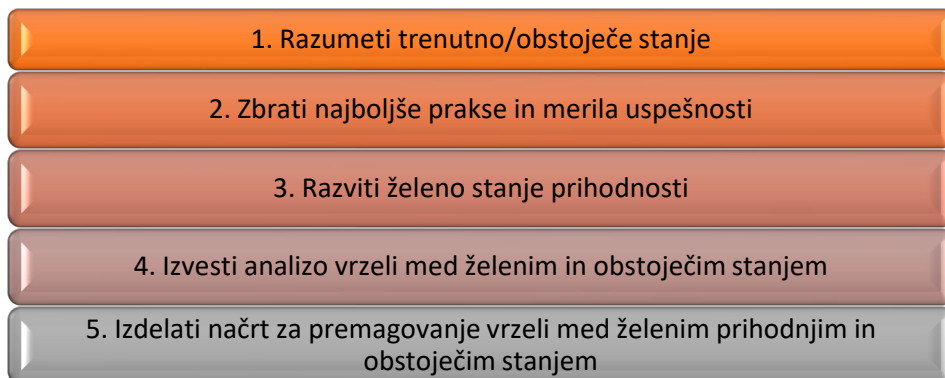 1. Razumeti trenutno/obstoječe stanje
2. Zbrati najboljše prakse in merila uspešnosti
3. Razviti želeno stanje prihodnosti
4. Izvesti analizo vrzeli med želenim in obstoječim stanjem
5. Izdelati načrt za premagovanje vrzeli med želenim prihodnjim in
obstoječim stanjem